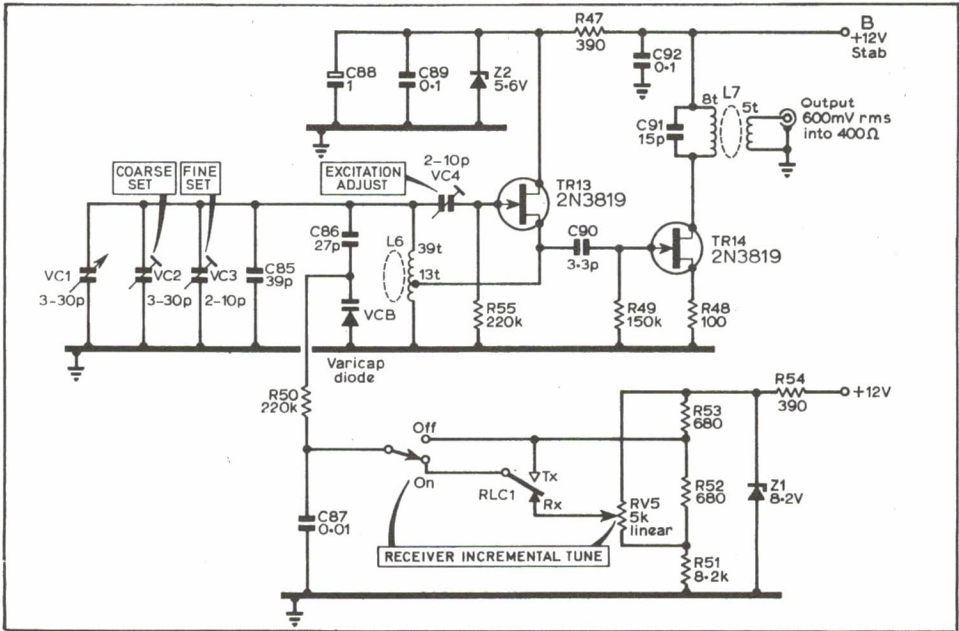 R47
390
B
+12V
Stab
C88
1
C89
0·1
Z2
5·6V
C92
0·1
L7
8t
5t
C91
15p
Output
600mV rms
into 400Ω
COARSE
SET
FINE
SET
EXCITATION
ADJUST
2-10p
VC4
TR13
2N3819
C86
27p
L6
39t
13t
C90
3·3p
TR14
2N3819
VC1
3-30p
VC2
3-30p
VC3
2-10p
C85
39p
VCB
R55
220k
R49
150k
R48
100
Varicap
diode
R50
220k
R54
390
+12V
R53
680
Off
On
Tx
RLC1
Rx
RV5
5k
linear
R52
680
Z1
8·2V
C87
0·01
RECEIVER INCREMENTAL TUNE
R51
8·2k